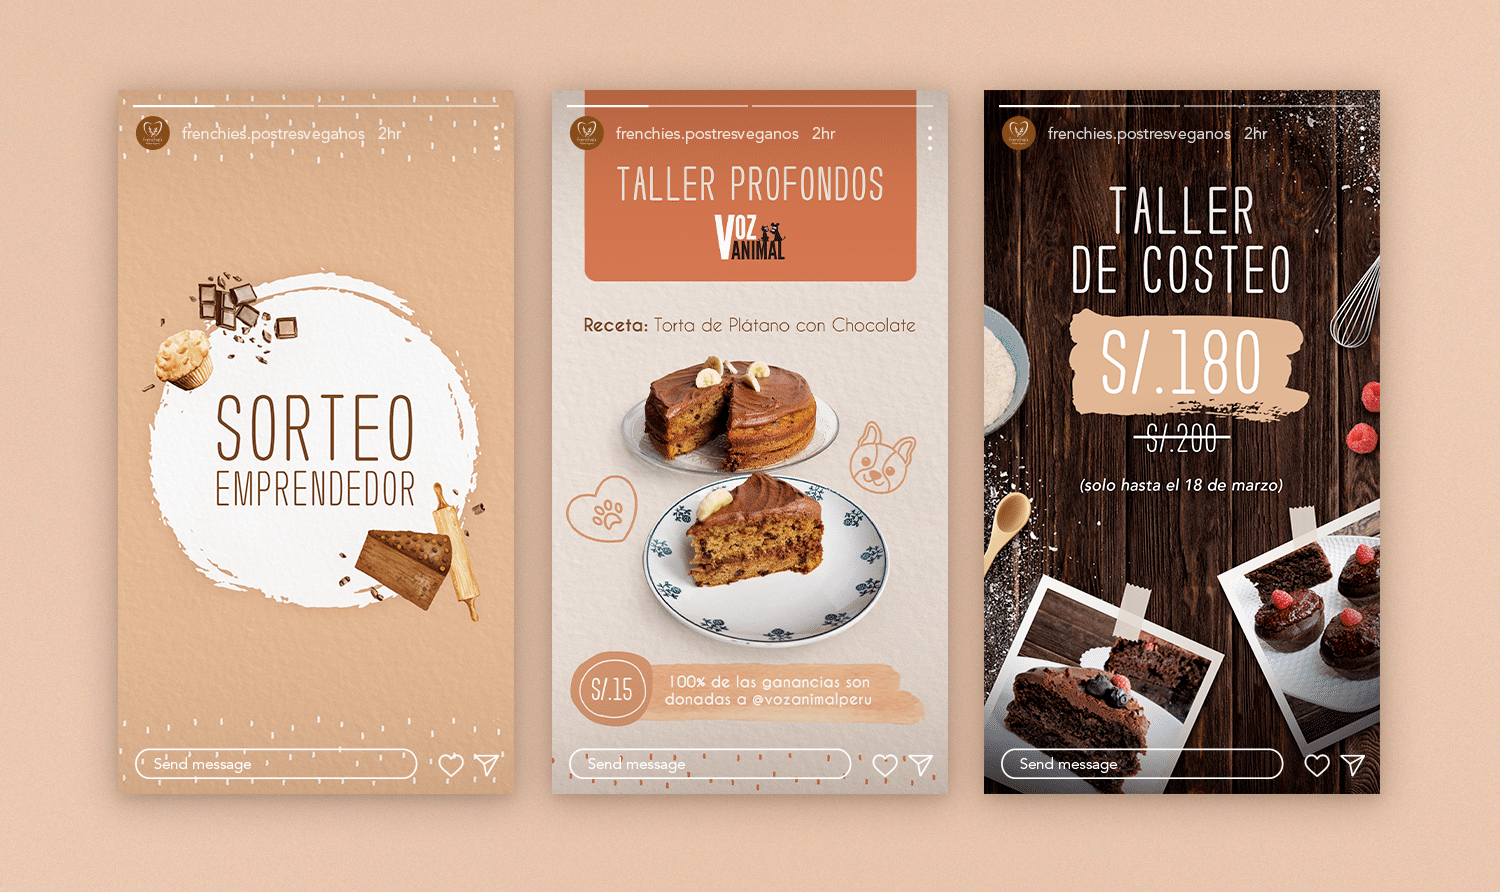 frenchies.postresveganos 2hr
SORTEO
EMPRENDEDOR
Send message
frenchies.postresveganos 2hr
TALLER PROFONDOS
VOZ
ANIMAL
Receta: Torta de Plátano con Chocolate
S/.15
100% de las ganancias son
donadas a @vozanimalperu
Send message
frenchies.postresveganos 2hr
TALLER
DE COSTEO
S/.180
S/.200
(solo hasta el 18 de marzo)
Send message